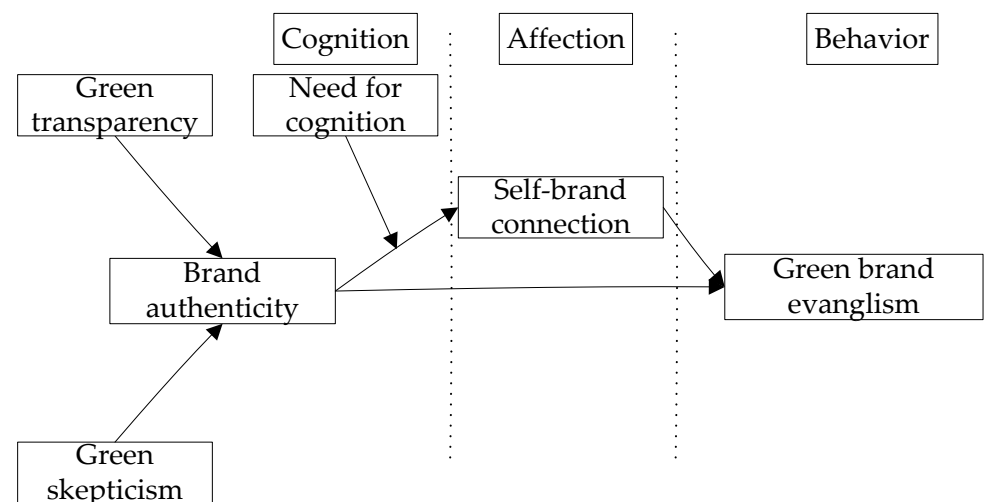 Cognition
Affection
Behavior
Green
transparency
Need for
cognition
Self-brand
connection
Brand
authenticity
Green brand
evanglism
Green
skepticism